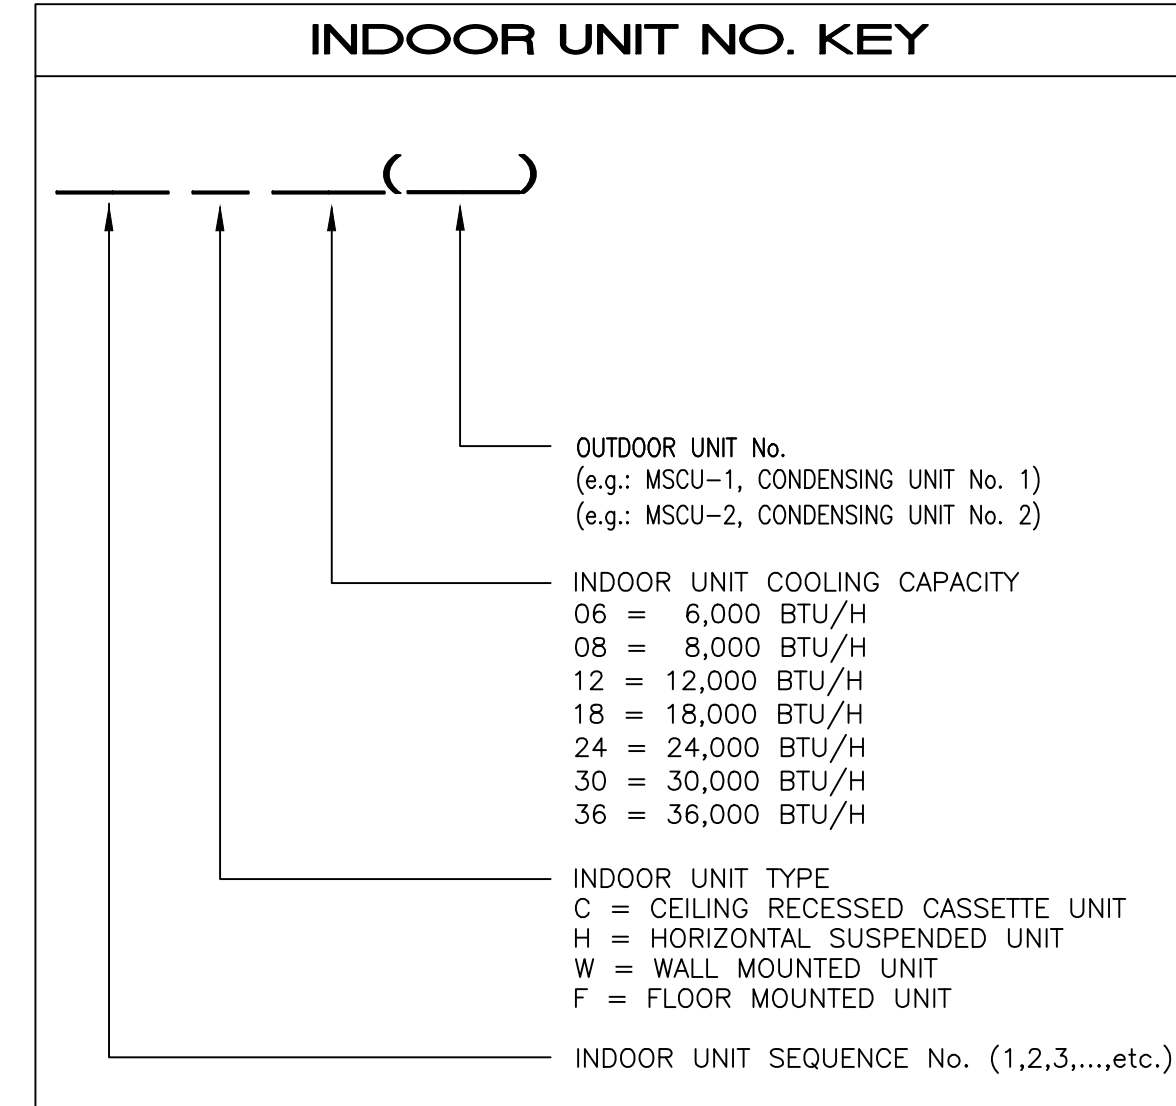 INDOOR UNIT NO. KEY
( )
OUTDOOR UNIT No.
(e.g.: MSCU-1, CONDENSING UNIT No. 1)
(e.g.: MSCU-2, CONDENSING UNIT No. 2)
INDOOR UNIT COOLING CAPACITY
06 = 6,000 BTU/H
08 = 8,000 BTU/H
12 = 12,000 BTU/H
18 = 18,000 BTU/H
24 = 24,000 BTU/H
30 = 30,000 BTU/H
36 = 36,000 BTU/H
INDOOR UNIT TYPE
C = CEILING RECESSED CASSETTE UNIT
H = HORIZONTAL SUSPENDED UNIT
W = WALL MOUNTED UNIT
F = FLOOR MOUNTED UNIT
INDOOR UNIT SEQUENCE No. (1,2,3,...,etc.)